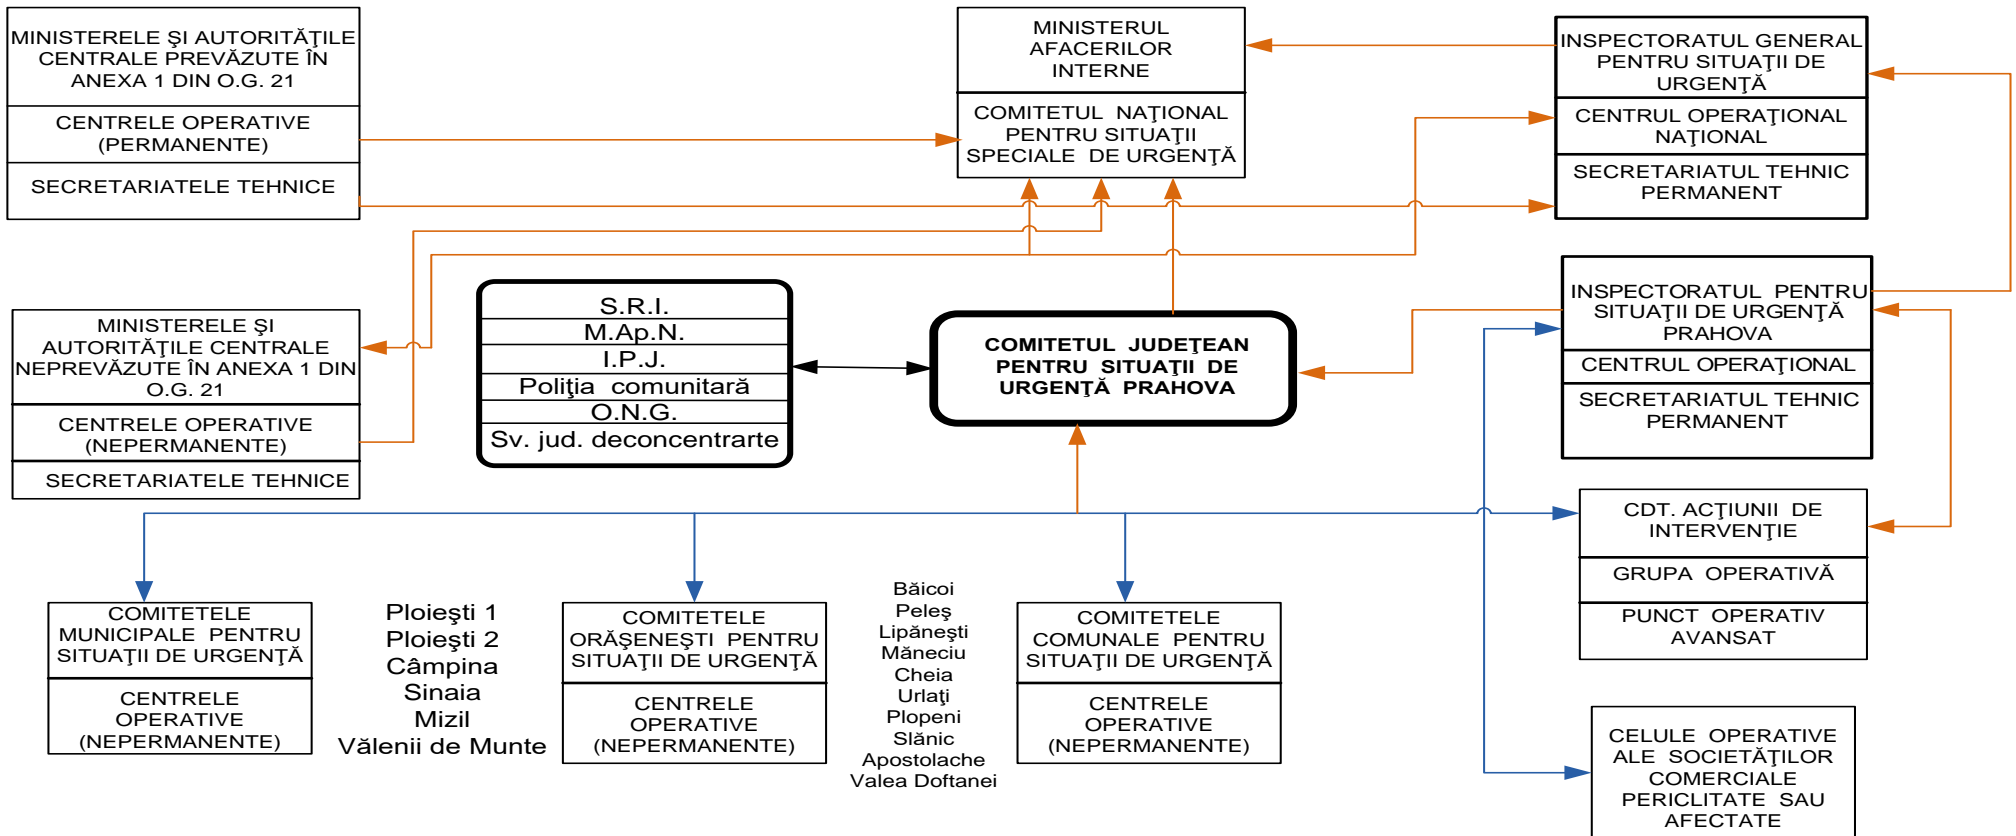 MINISTERELE ŞI AUTORITĂŢILE
CENTRALE PREVĂZUTE ÎN
ANEXA 1 DIN O.G. 21
CENTRELE OPERATIVE
(PERMANENTE)
SECRETARIATELE TEHNICE
MINISTERUL
AFACERILOR
INTERNE
COMITETUL NAŢIONAL
PENTRU SITUAŢII
SPECIALE DE URGENŢĂ
INSPECTORATUL GENERAL
PENTRU SITUAŢII DE
URGENŢĂ
CENTRUL OPERAŢIONAL
NAŢIONAL
SECRETARIATUL TEHNIC
PERMANENT
MINISTERELE ŞI
AUTORITĂŢILE CENTRALE
NEPREVĂZUTE ÎN ANEXA 1 DIN
O.G. 21
CENTRELE OPERATIVE
(NEPERMANENTE)
SECRETARIATELE TEHNICE
S.R.I.
M.Ap.N.
I.P.J.
Poliţia comunitară
O.N.G.
Sv. jud. deconcentrarte
COMITETUL JUDEŢEAN
PENTRU SITUAŢII DE
URGENŢĂ PRAHOVA
INSPECTORATUL PENTRU
SITUAŢII DE URGENŢĂ
PRAHOVA
CENTRUL OPERAŢIONAL
SECRETARIATUL TEHNIC
PERMANENT
CDT. ACŢIUNII DE
INTERVENŢIE
GRUPA OPERATIVĂ
PUNCT OPERATIV
AVANSAT
COMITETELE
MUNICIPALE PENTRU
SITUAŢII DE URGENŢĂ
CENTRELE
OPERATIVE
(NEPERMANENTE)
Ploieşti 1
Ploieşti 2
Câmpina
Sinaia
Mizil
Vălenii de Munte
COMITETELE
ORĂŞENEŞTI PENTRU
SITUAŢII DE URGENŢĂ
CENTRELE
OPERATIVE
(NEPERMANENTE)
Băicoi
Peleş
Lipăneşti
Măneciu
Cheia
Urlaţi
Plopeni
Slănic
Apostolache
Valea Doftanei
COMITETELE
COMUNALE PENTRU
SITUAŢII DE URGENŢĂ
CENTRELE
OPERATIVE
(NEPERMANENTE)
CELULE OPERATIVE
ALE SOCIETĂŢILOR
COMERCIALE
PERICLITATE SAU
AFECTATE